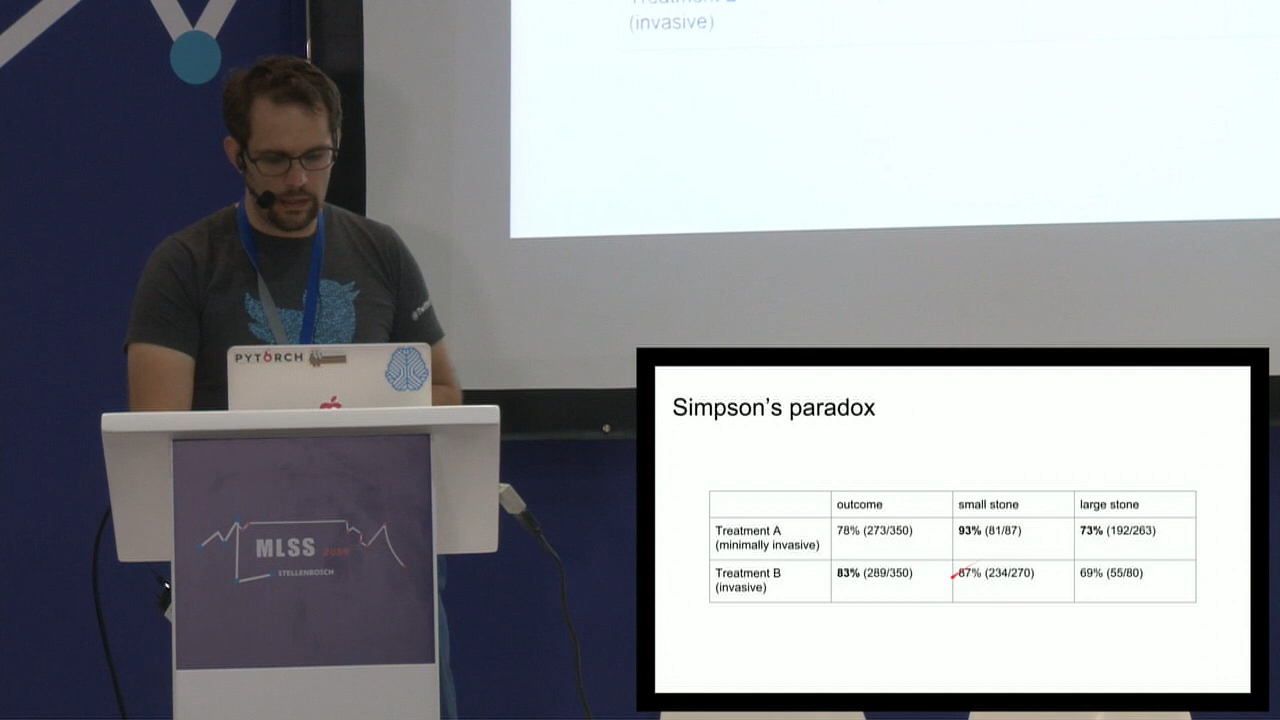 (invasive)
PYTORCH
MLSS
STELLENBOSCH
Simpson's paradox
outcome small stone large stone
Treatment A 78% (273/350) 93% (81/87) 73% (192/263)
(minimally invasive)
Treatment B 83% (289/350) 87% (234/270) 69% (55/80)
(invasive)